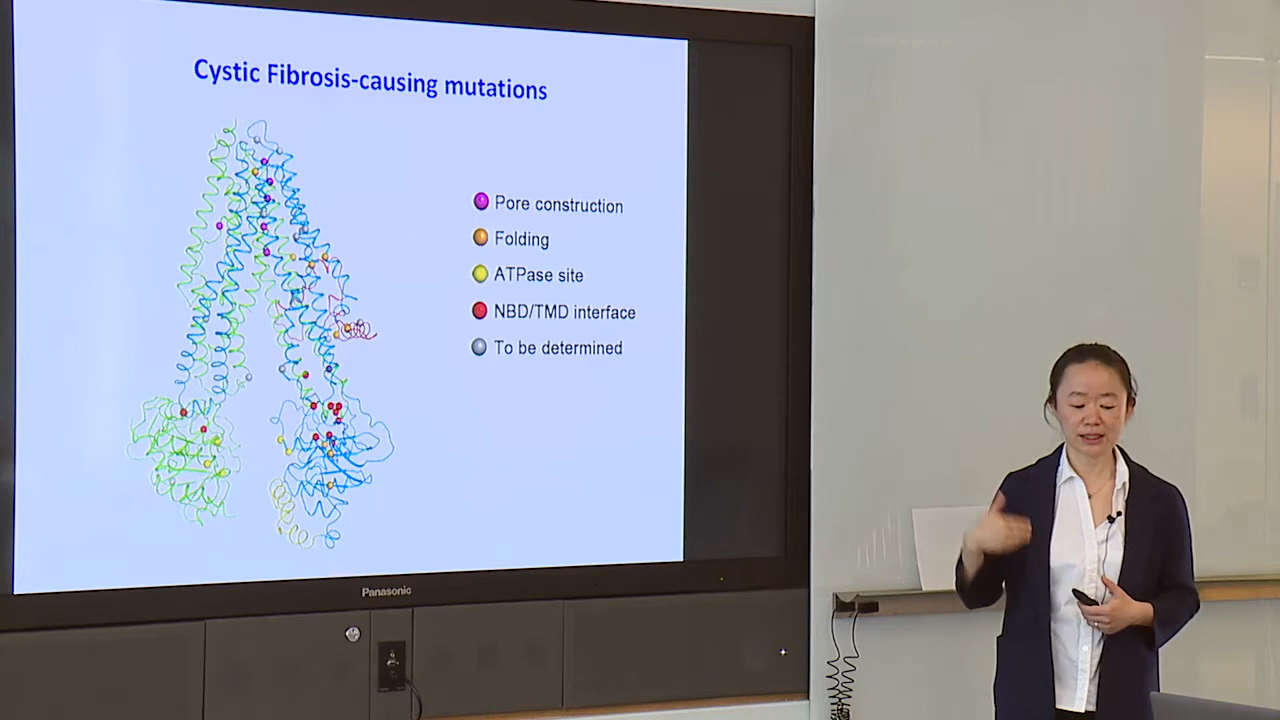 Cystic Fibrosis-causing mutations
Pore construction
Folding
ATPase site
NBD/TMD interface
To be determined
Panasonic